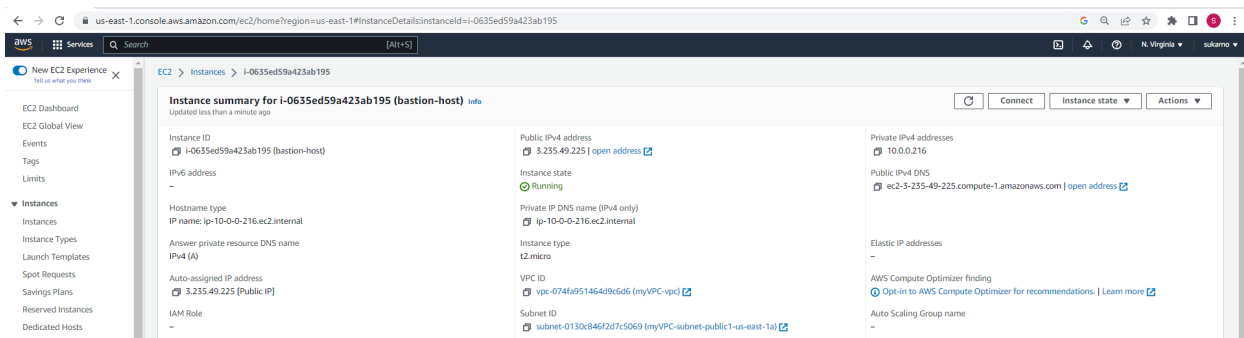 us-east-1.console.aws.amazon.com/ec2/home?region=us-east-1#InstanceDetails:instanceId=i-0635ed59a423ab195
S
aws
Services
Search
[Alt+S]
N. Virginia
sukarno
New EC2 Experience
Tell us what you think
EC2 Dashboard
EC2 Global View
Events
Tags
Limits
Instances
Instances
Instance Types
Launch Templates
Spot Requests
Savings Plans
Reserved Instances
Dedicated Hosts
EC2 > Instances > i-0635ed59a423ab195
Instance summary for i-0635ed59a423ab195 (bastion-host) Info
Updated less than a minute ago
Connect
Instance state
Actions
Instance ID
i-0635ed59a423ab195 (bastion-host)
Public IPv4 address
3.235.49.225 | open address
Private IPv4 addresses
10.0.0.216
IPv6 address
–
Instance state
Running
Public IPv4 DNS
ec2-3-235-49-225.compute-1.amazonaws.com | open address
Hostname type
IP name: ip-10-0-0-216.ec2.internal
Private IP DNS name (IPv4 only)
ip-10-0-0-216.ec2.internal
Answer private resource DNS name
IPv4 (A)
Instance type
t2.micro
Elastic IP addresses
–
Auto-assigned IP address
3.235.49.225 [Public IP]
VPC ID
vpc-074fa951464d9c6d6 (myVPC-vpc)
AWS Compute Optimizer finding
Opt-in to AWS Compute Optimizer for recommendations. | Learn more
IAM Role
–
Subnet ID
subnet-0130c846f2d7c5069 (myVPC-subnet-public1-us-east-1a)
Auto Scaling Group name
–